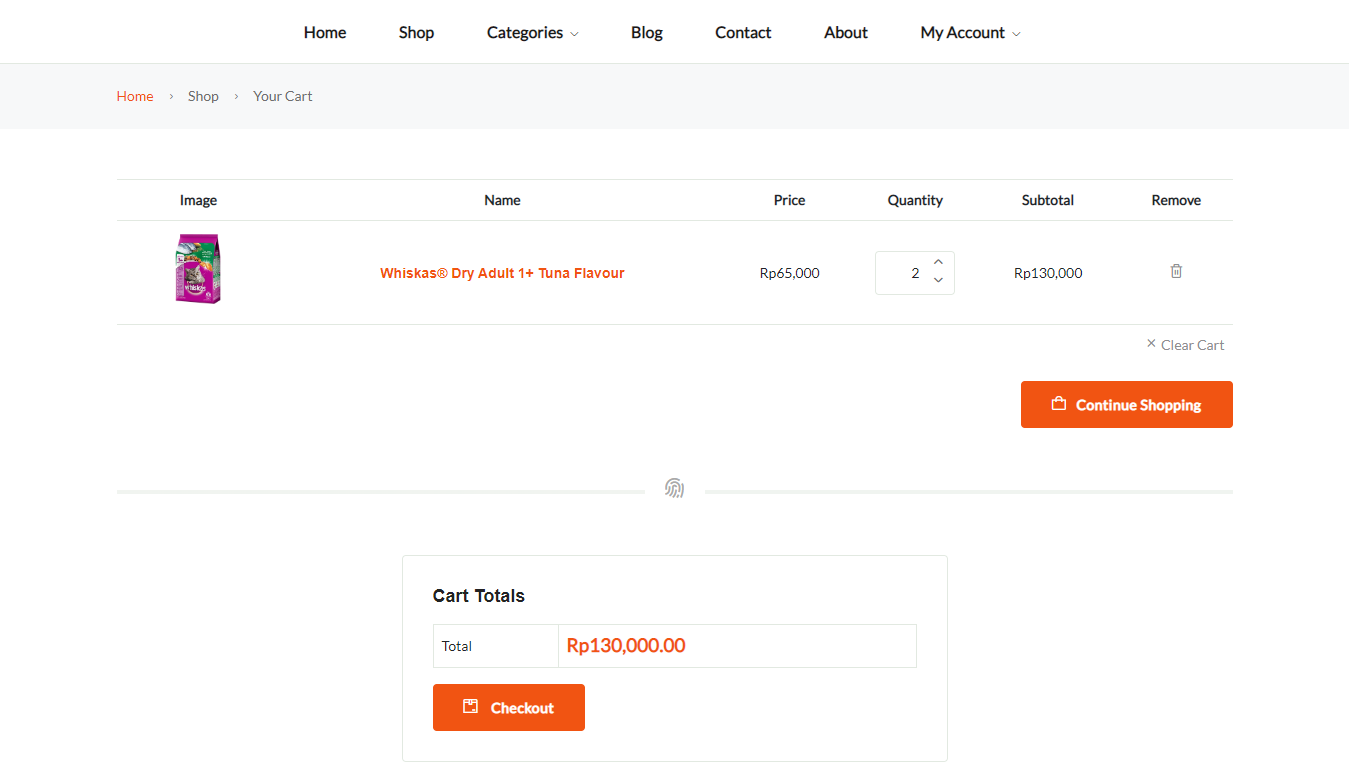 Home Shop Categories Blog Contact About My Account
Home › Shop › Your Cart
Image Name Price Quantity Subtotal Remove
whiskas
Whiskas® Dry Adult 1+ Tuna Flavour Rp65,000 2 Rp130,000
× Clear Cart
Continue Shopping
Cart Totals
Total Rp130,000.00
Checkout